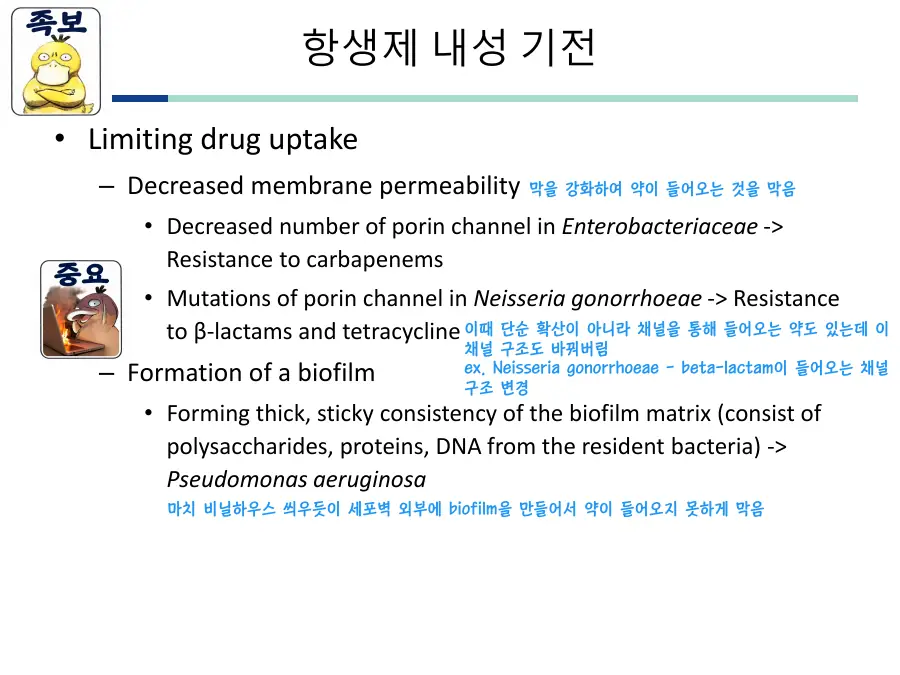 족보
항생제 내성 기전
• Limiting drug uptake
– Decreased membrane permeability 막을 강화하여 약이 들어오는 것을 막음
• Decreased number of porin channel in Enterobacteriaceae ->
Resistance to carbapenems
중요
• Mutations of porin channel in Neisseria gonorrhoeae -> Resistance
to β-lactams and tetracycline
이때 단순 확산이 아니라 채널을 통해 들어오는 약도 있는데 이
채널 구조도 바꿔버림
ex. Neisseria gonorrhoeae - beta-lactam이 들어오는 채널
구조 변경
– Formation of a biofilm
• Forming thick, sticky consistency of the biofilm matrix (consist of
polysaccharides, proteins, DNA from the resident bacteria) ->
Pseudomonas aeruginosa
마치 비닐하우스 씌우듯이 세포벽 외부에 biofilm을 만들어서 약이 들어오지 못하게 막음